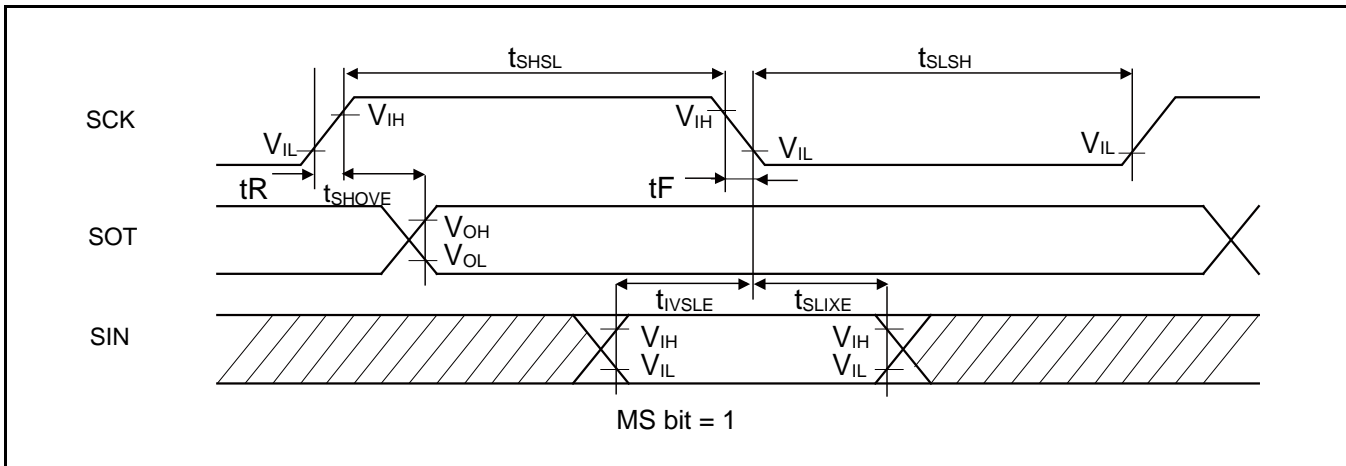 tSHSL
tSLSH
SCK
VIH
VIH
VIL
VIL
VIL
tR
tSHOVE
tF
SOT
VOH
VOL
tIVSLE
tSLIXE
SIN
VIH
VIH
VIL
VIL
MS bit = 1